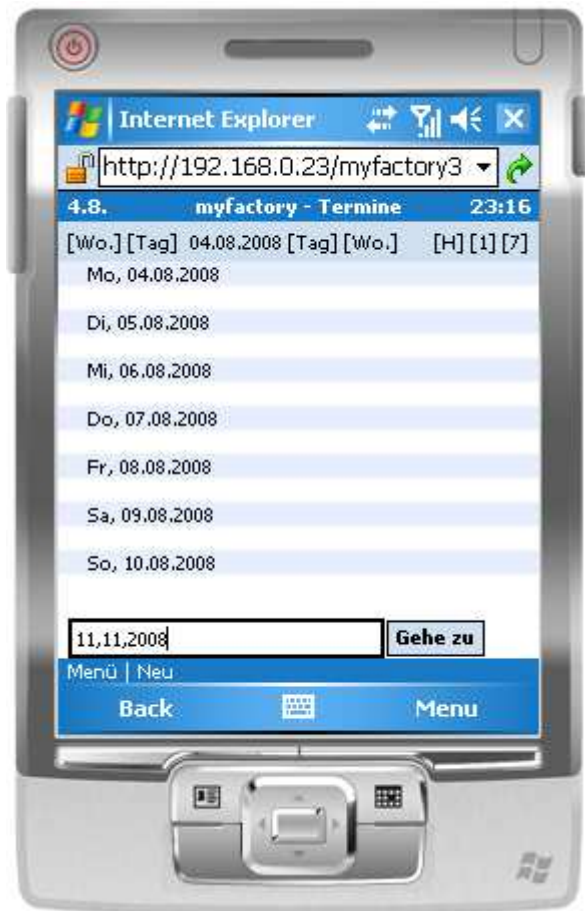 Internet Explorer
http://192.168.0.23/myfactory3
4.8. myfactory - Termine 23:16
[Wo.] [Tag] 04.08.2008 [Tag] [Wo.] [H] [1] [7]
Mo, 04.08.2008
Di, 05.08.2008
Mi, 06.08.2008
Do, 07.08.2008
Fr, 08.08.2008
Sa, 09.08.2008
So, 10.08.2008
11,11,2008 Gehe zu
Menü | Neu
Back Menu